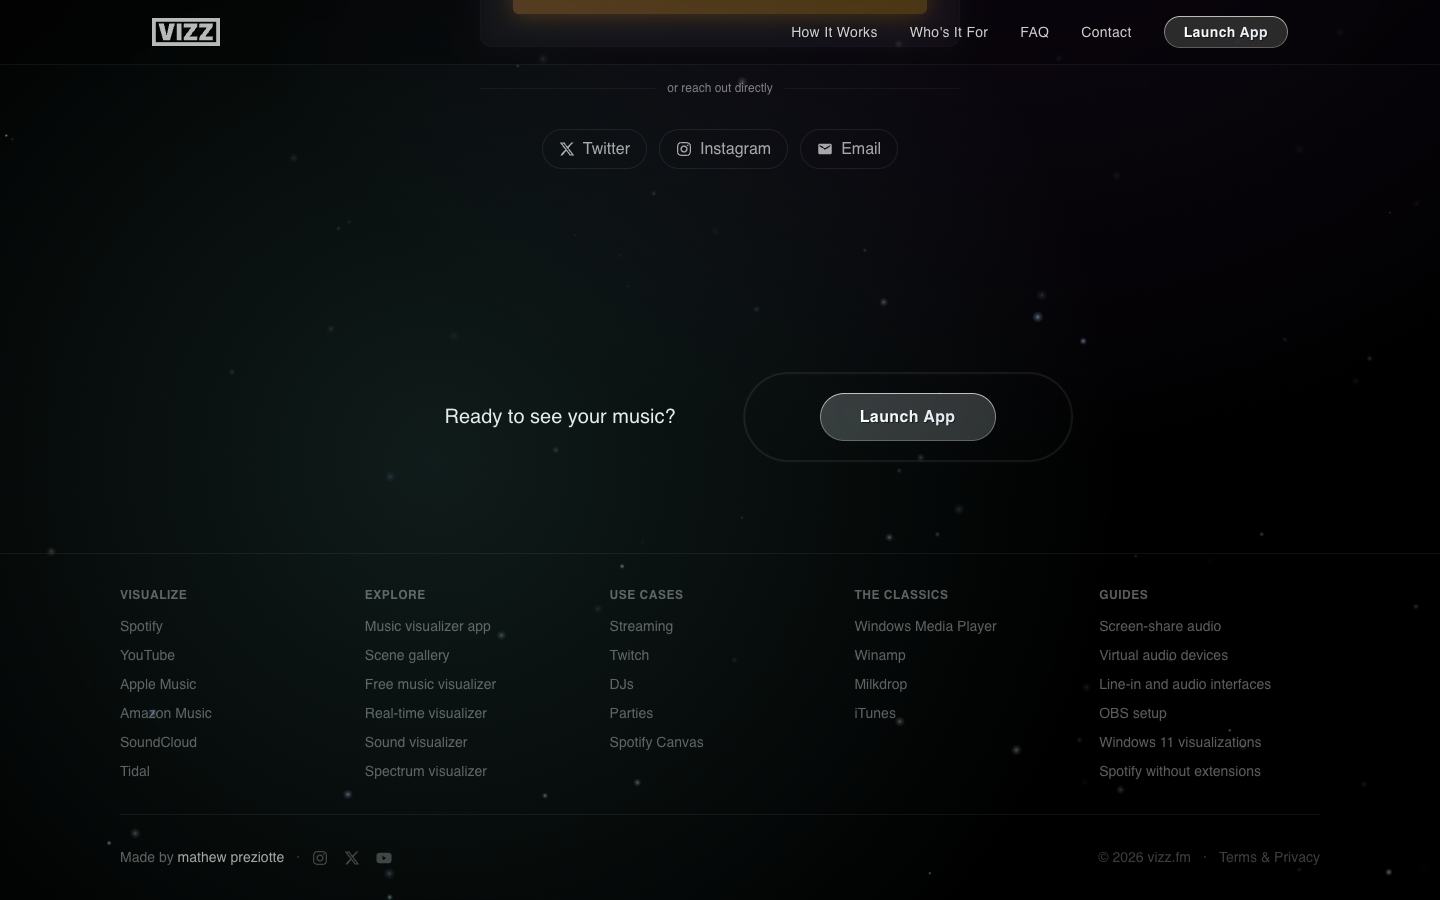 VIZZ
How It Works
Who's It For
FAQ
Contact
Launch App
or reach out directly
Twitter
Instagram
Email
Ready to see your music?
Launch App
VISUALIZE
Spotify
YouTube
Apple Music
Amazon Music
SoundCloud
Tidal
EXPLORE
Music visualizer app
Scene gallery
Free music visualizer
Real-time visualizer
Sound visualizer
Spectrum visualizer
USE CASES
Streaming
Twitch
DJs
Parties
Spotify Canvas
THE CLASSICS
Windows Media Player
Winamp
Milkdrop
iTunes
GUIDES
Screen-share audio
Virtual audio devices
Line-in and audio interfaces
OBS setup
Windows 11 visualizations
Spotify without extensions
Made by mathew preziotte ·
© 2026 vizz.fm · Terms & Privacy